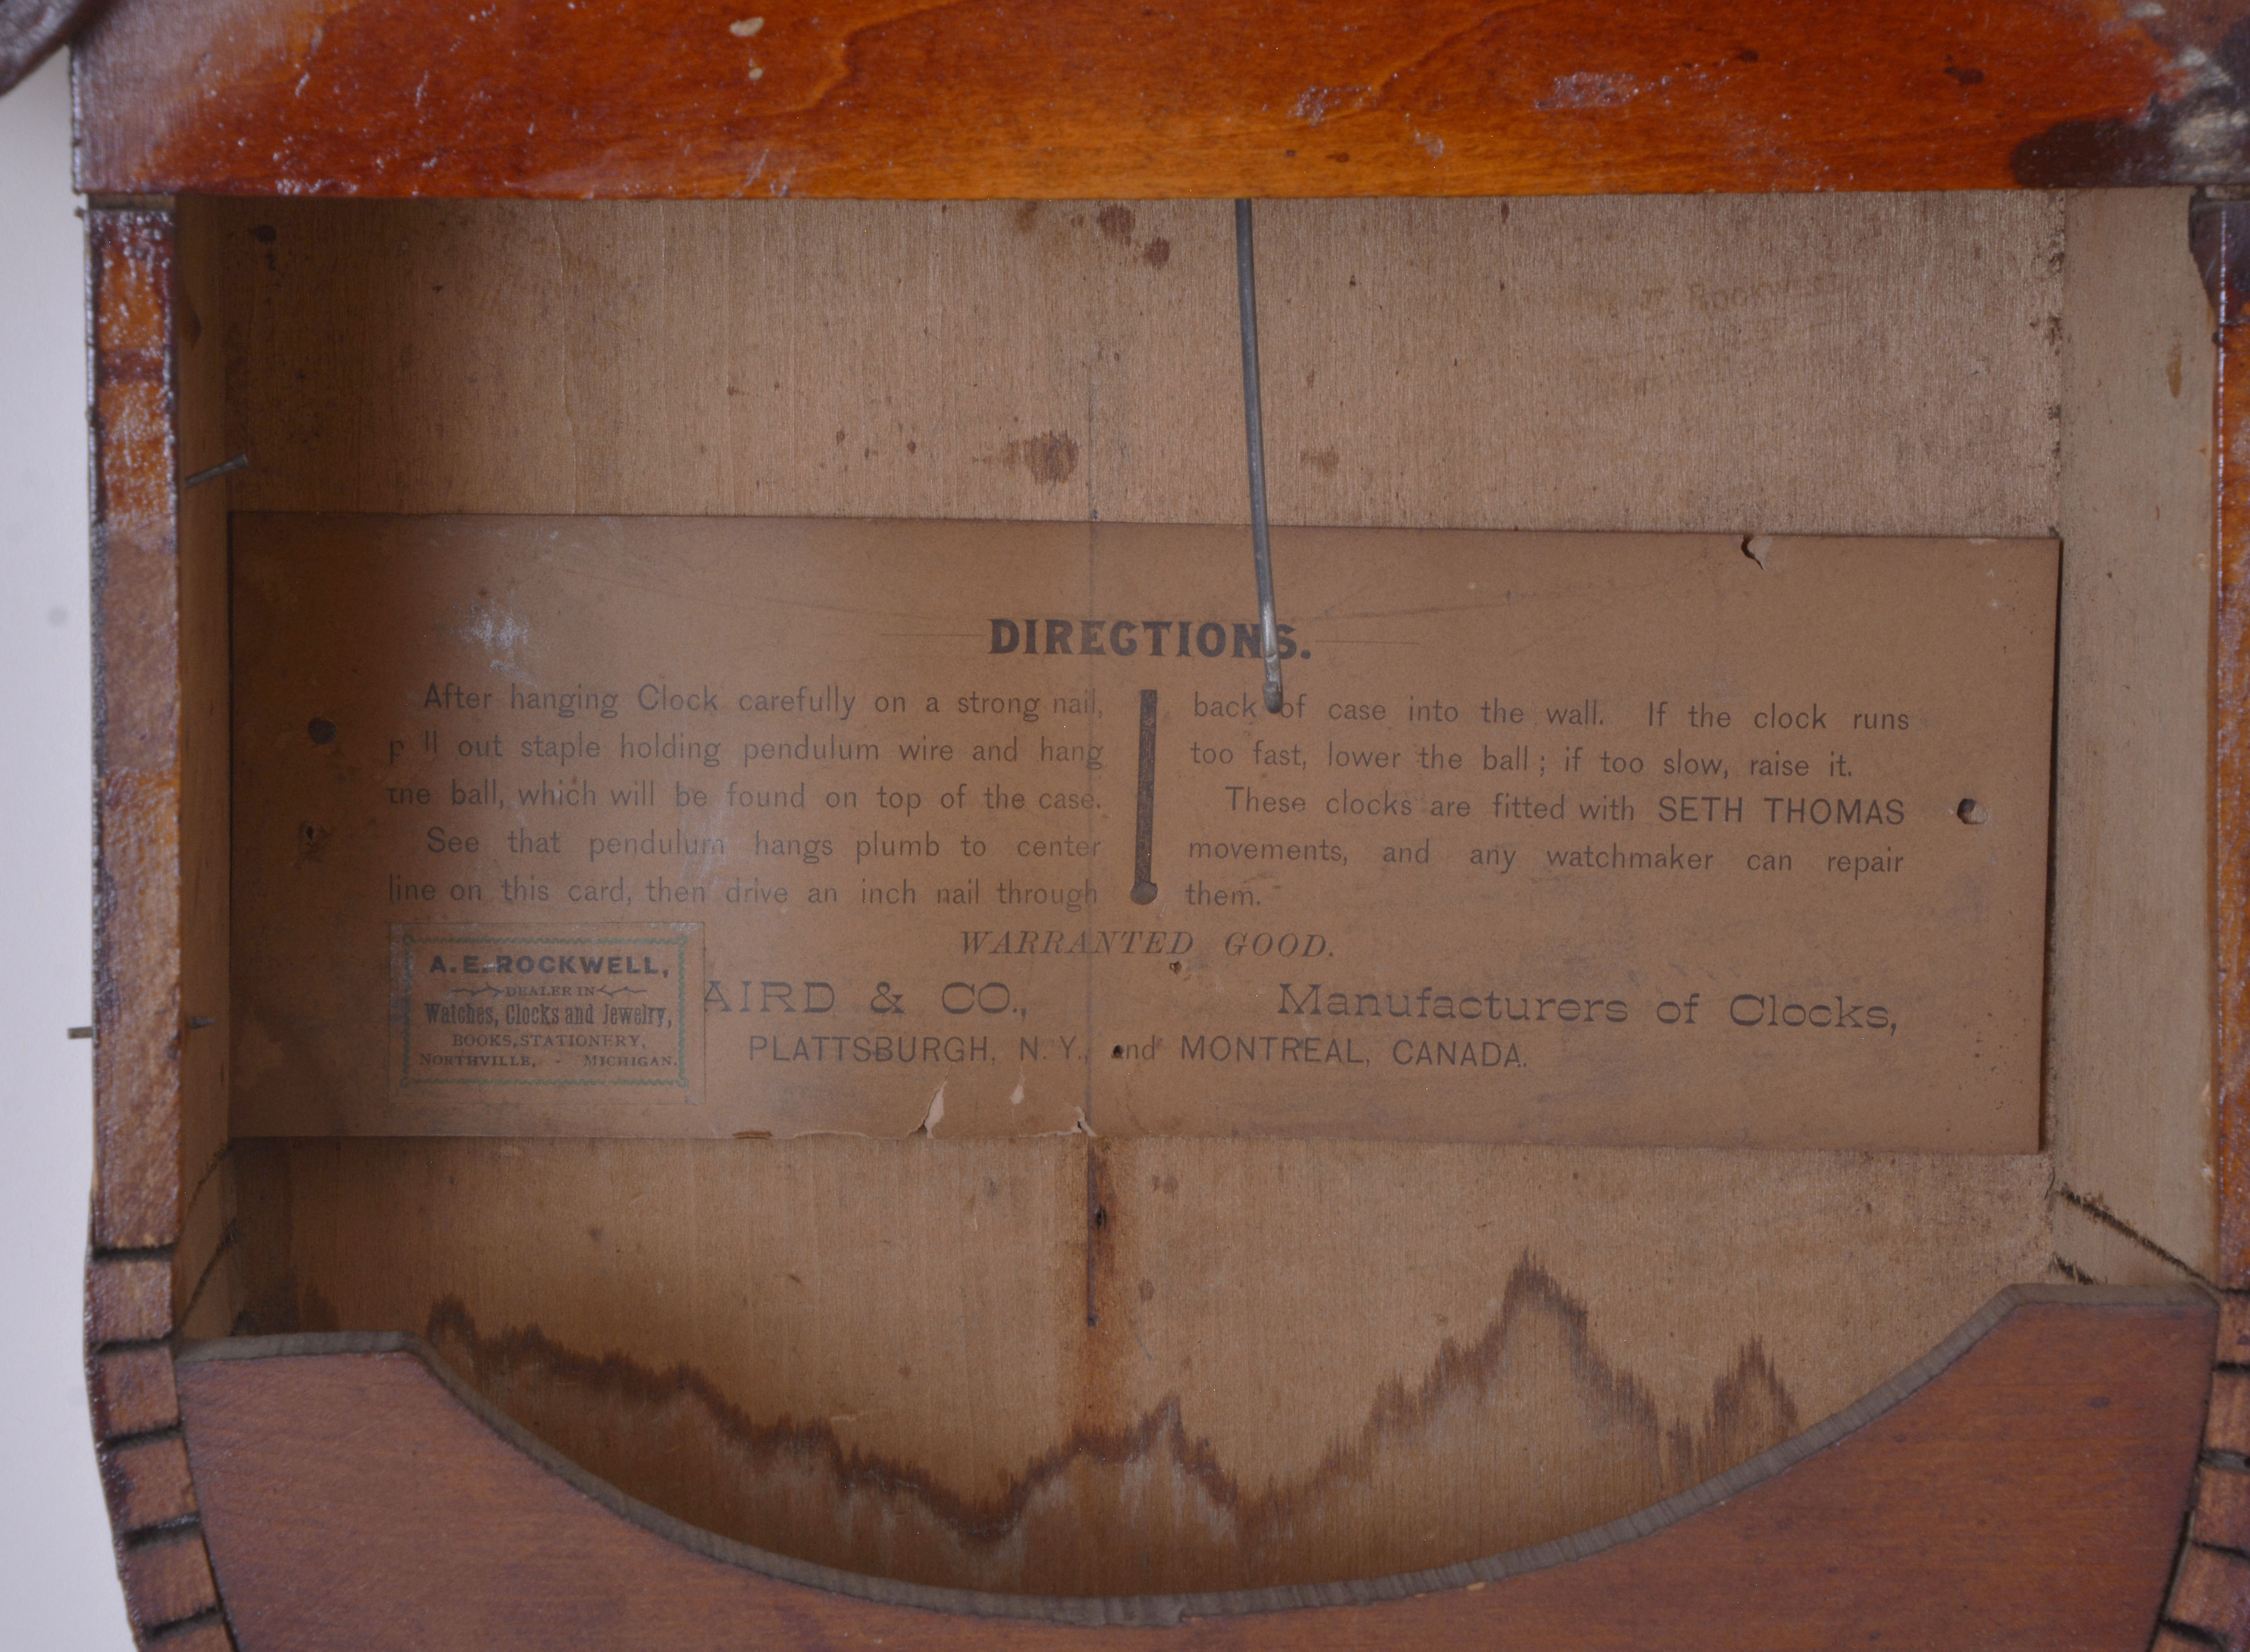 DIRECTIONS.
After hanging Clock carefully on a strong nail,
p ll out staple holding pendulum wire and hang
the ball, which will be found on top of the case.
See that pendulum hangs plumb to center
line on this card, then drive an inch nail through
back of case into the wall. If the clock runs
too fast, lower the ball ; if too slow, raise it.
These clocks are fitted with SETH THOMAS
movements, and any watchmaker can repair
them.
WARRANTED GOOD.
AIRD & CO., Manufacturers of Clocks,
PLATTSBURGH, N. Y., and MONTREAL, CANADA.
A. E. ROCKWELL,
DEALER IN
Watches, Clocks and Jewelry,
BOOKS, STATIONERY,
NORTHVILLE, - MICHIGAN.